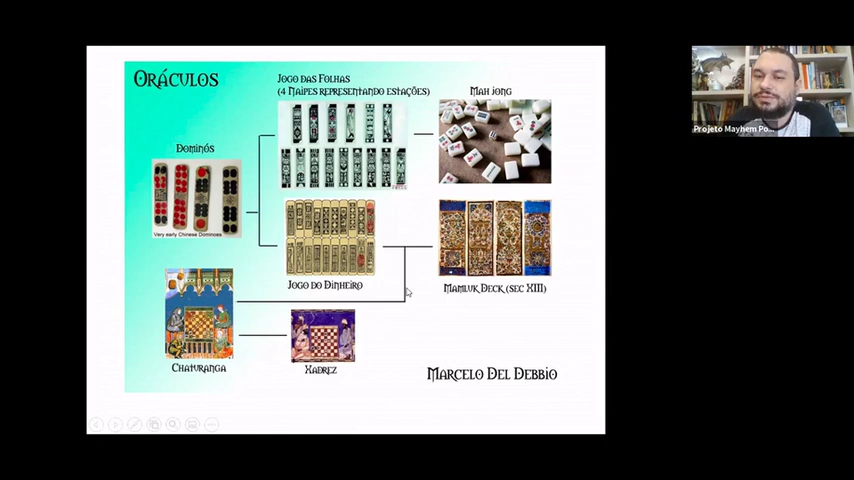 Oráculos
Jogo das Folhas
(4 Naipes representando estações)
Mah jong
Dominós
Very early Chinese Dominoes
Jogo do Dinheiro
Mamluk Deck (sec XIII)
Chaturanga
Xadrez
Marcelo Del Debbio
Projeto Mayhem Po...